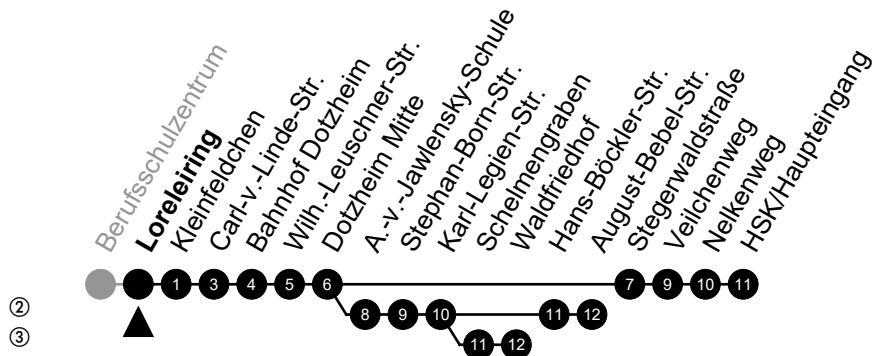 Berufsschulzentrum
Loreleiring
Kleinfeldchen
Carl-v.-Linde-Str.
Bahnhof Dotzheim
Wilh.-Leuschner-Str.
Dotzheim Mitte
A.-v.-Jawlensky-Schule
Stephan-Born-Str.
Karl-Legien-Str.
Schelmengraben
Waldfriedhof
Hans-Böckler-Str.
August-Bebel-Str.
Stegerwaldstraße
Veilchenweg
Nelkenweg
HSK/Haupteingang
1 3 4 5 6 7 9 10 11
② 8 9 10 11 12
③ 11 12